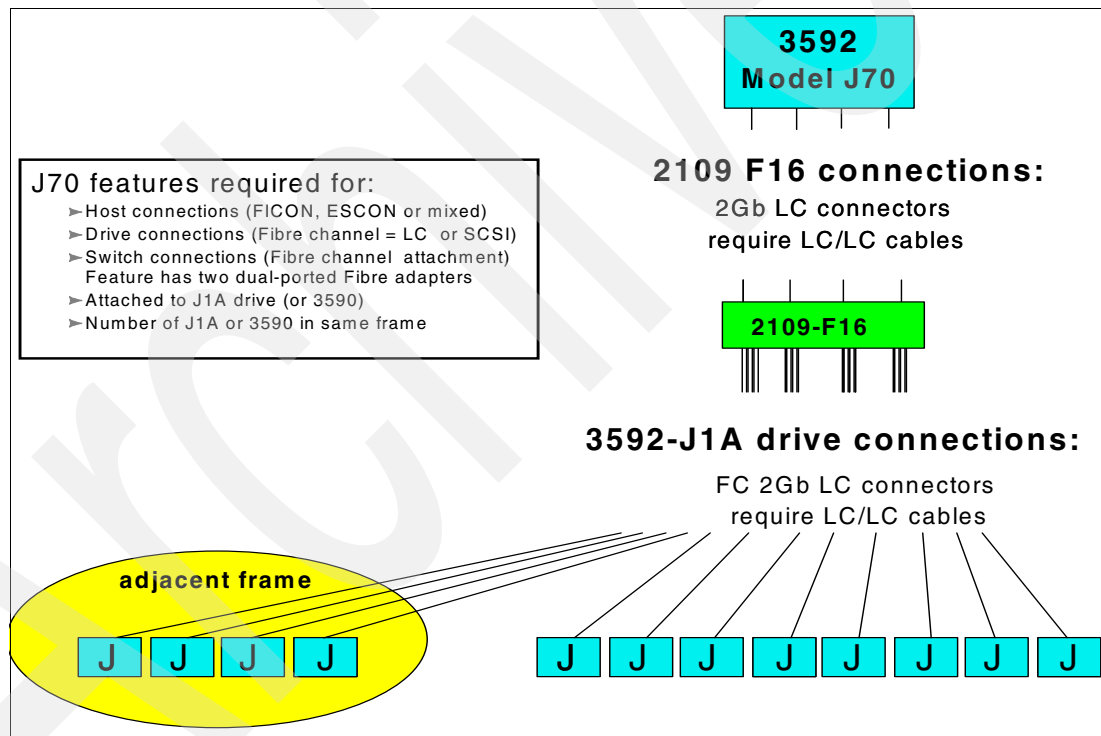 3592
Model J70
2109 F16 connections:
2Gb LC connectors
require LC/LC cables
J70 features required for:
➢Host connections (FICON, ESCON or mixed)
➢Drive connections (Fibre channel = LC or SCSI)
➢Switch connections (Fibre channel attachment)
Feature has two dual-ported Fibre adapters
➢Attached to J1A drive (or 3590)
➢Number of J1A or 3590 in same frame
2109-F16
3592-J1A drive connections:
FC 2Gb LC connectors
require LC/LC cables
adjacent frame
J J J J
J J J J J J J J